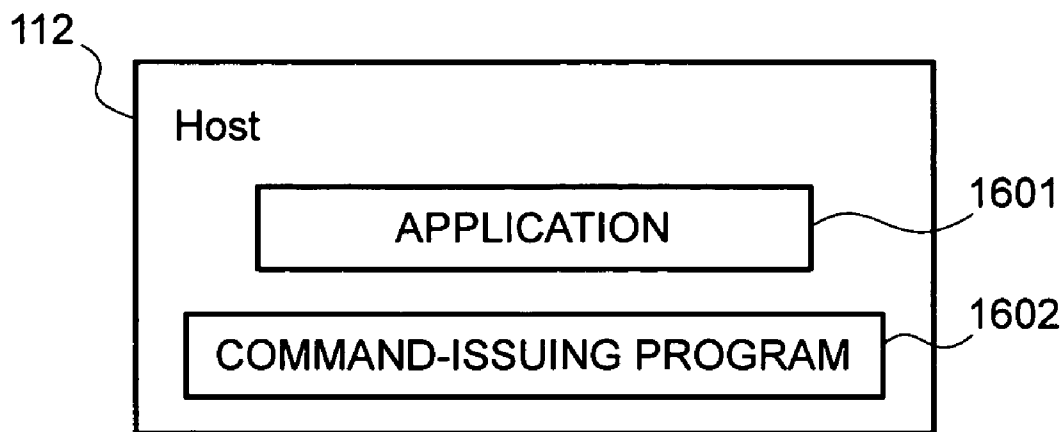 112
Host
1601
APPLICATION
1602
COMMAND-ISSUING PROGRAM